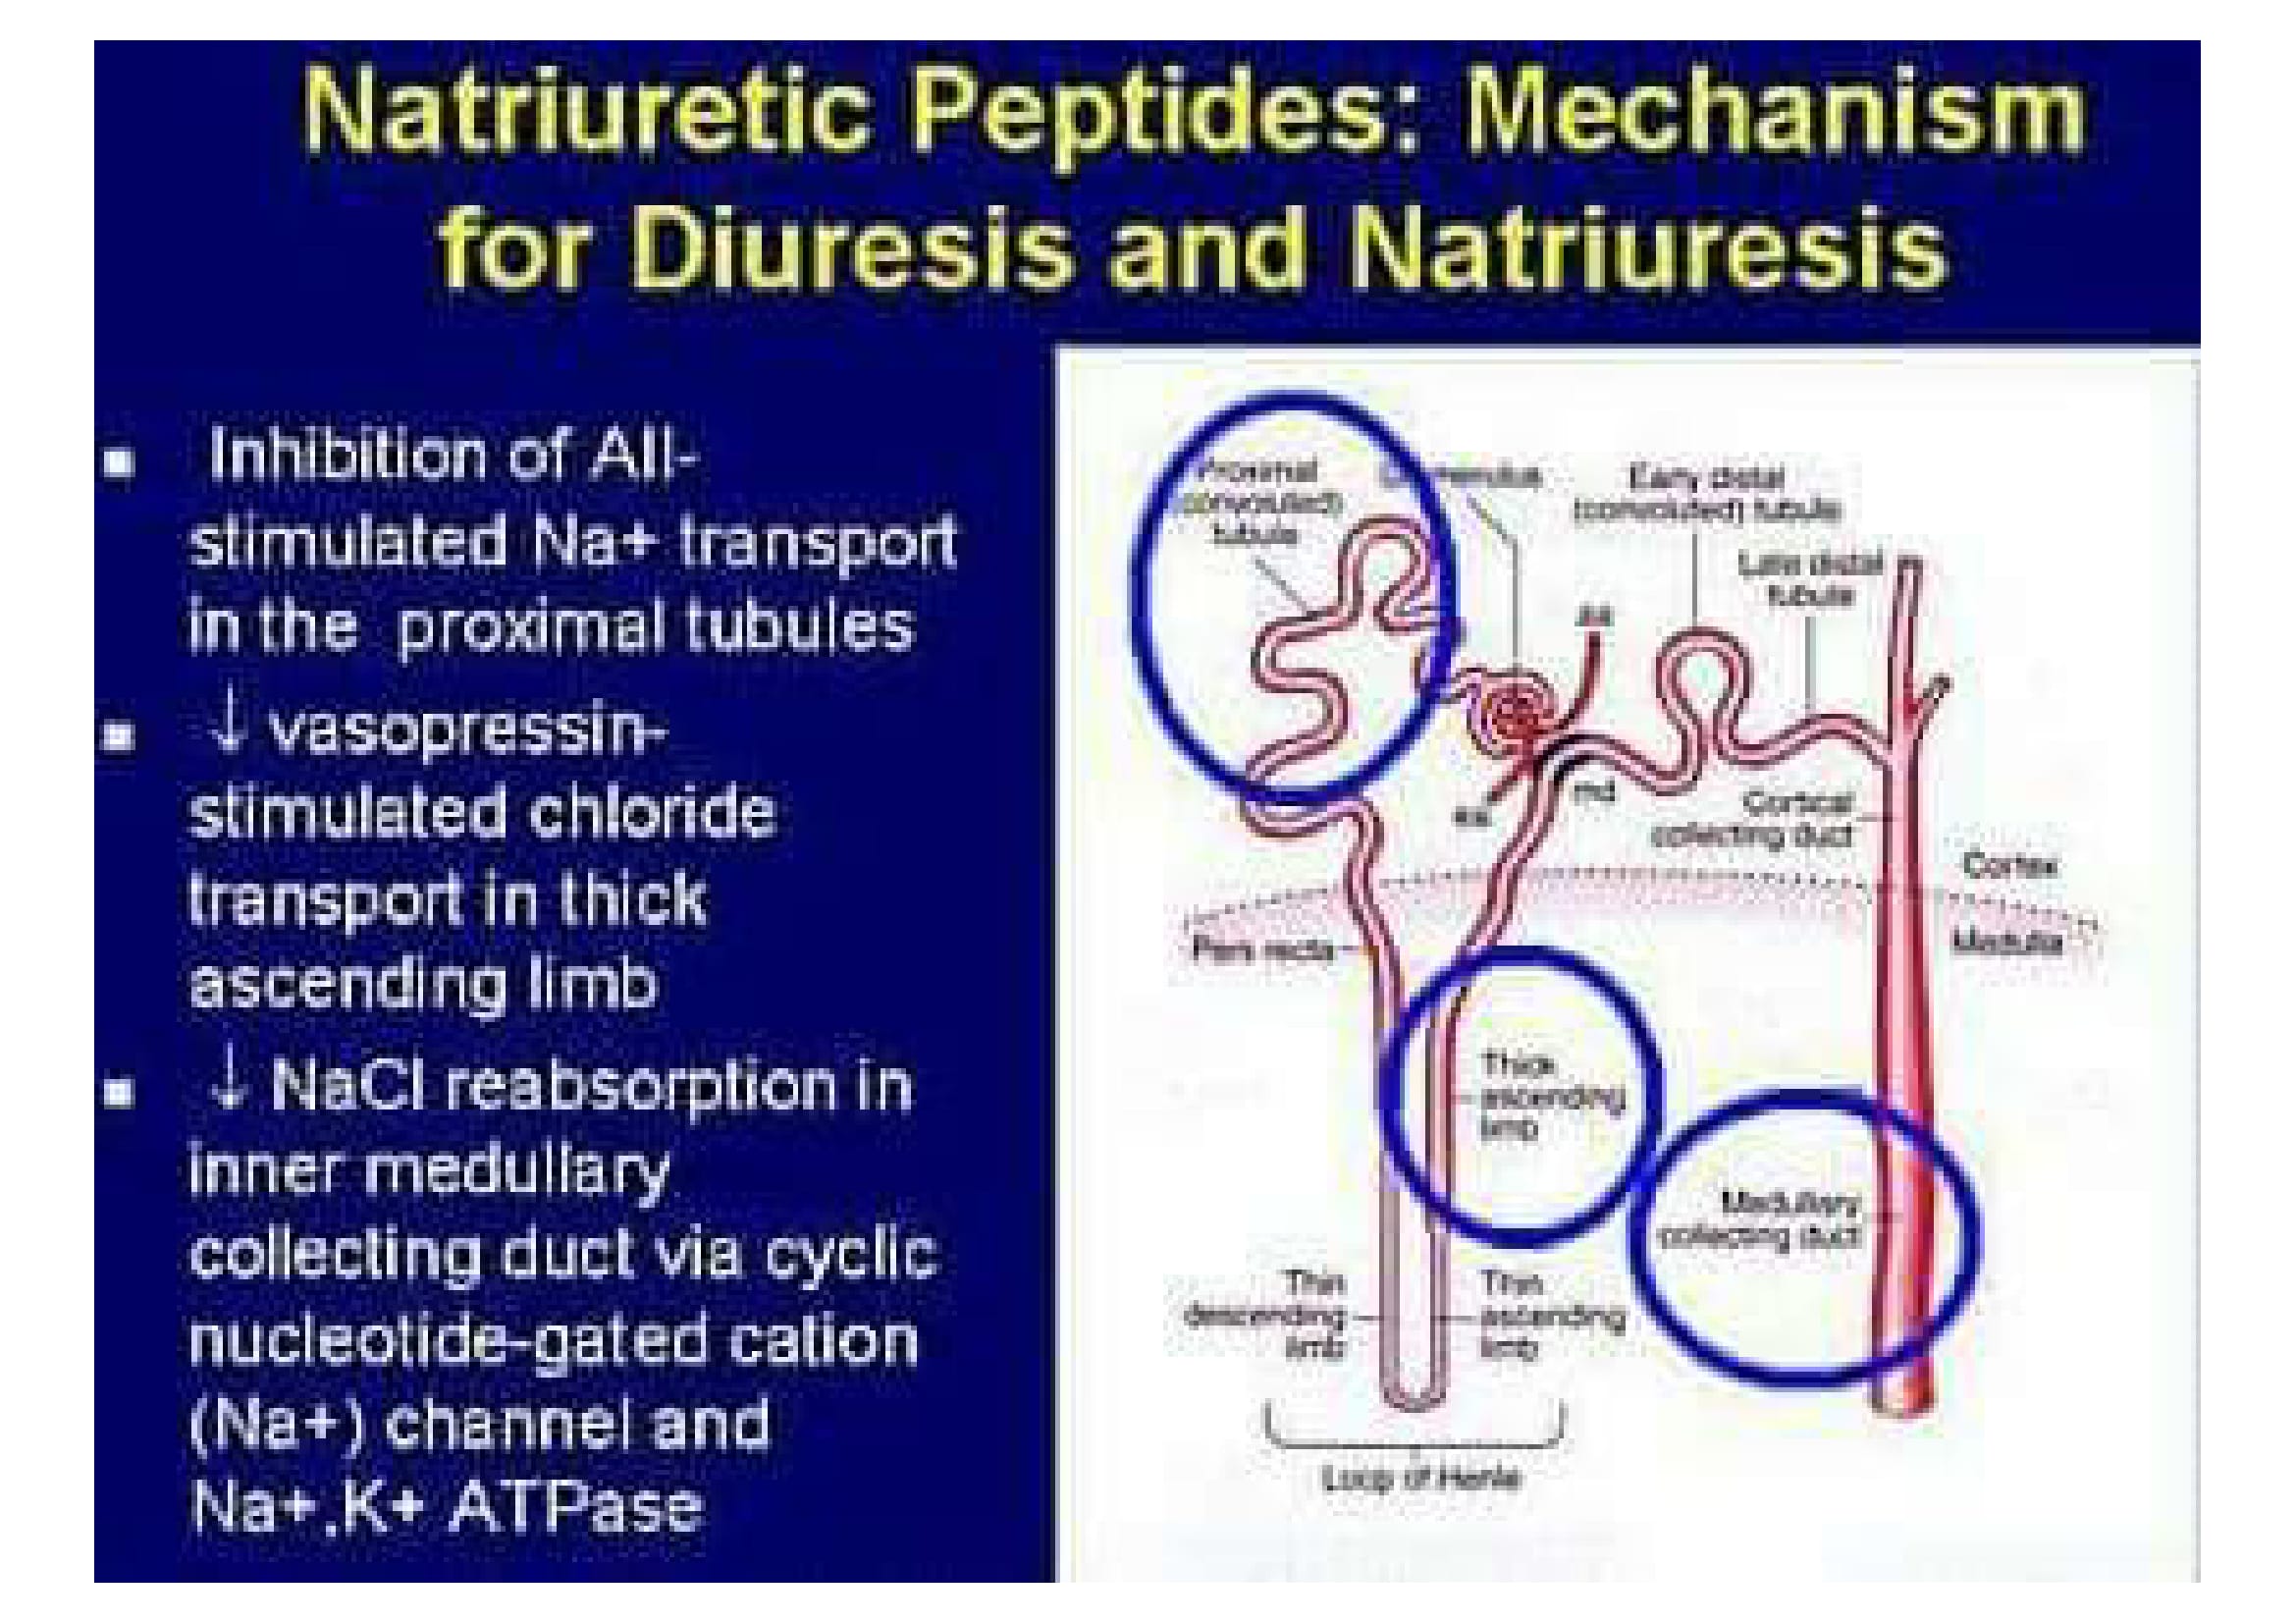 Natriuretic Peptides: Mechanism
for Diuresis and Natriuresis
▪ Inhibition of AII-
stimulated Na+ transport
in the proximal tubules
▪ ↓ vasopressin-
stimulated chloride
transport in thick
ascending limb
▪ ↓ NaCl reabsorption in
inner medullary
collecting duct via cyclic
nucleotide-gated cation
(Na+) channel and
Na+,K+ ATPase
Proximal
(convoluted)
tubule
Early distal
(convoluted) tubule
Late distal
tubule
aa
ea
md
Cortical
collecting duct
Cortex
Medulla
Pars recta
Thick
ascending
limb
Medullary
collecting duct
Thin
descending
limb
Thin
ascending
limb
Loop of Henle